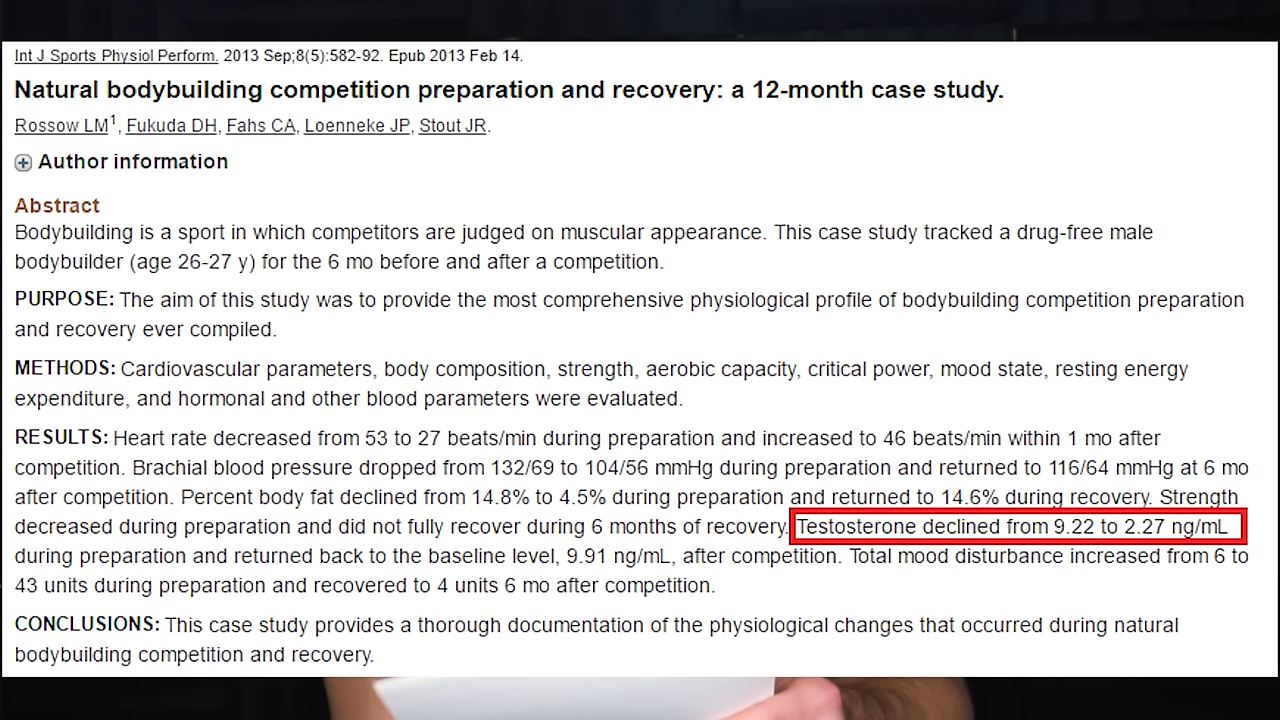 Int J Sports Physiol Perform. 2013 Sep;8(5):582-92. Epub 2013 Feb 14.
Natural bodybuilding competition preparation and recovery: a 12-month case study.
Rossow LM1, Fukuda DH, Fahs CA, Loenneke JP, Stout JR.
Author information
Abstract
Bodybuilding is a sport in which competitors are judged on muscular appearance. This case study tracked a drug-free male
bodybuilder (age 26-27 y) for the 6 mo before and after a competition.
PURPOSE: The aim of this study was to provide the most comprehensive physiological profile of bodybuilding competition preparation
and recovery ever compiled.
METHODS: Cardiovascular parameters, body composition, strength, aerobic capacity, critical power, mood state, resting energy
expenditure, and hormonal and other blood parameters were evaluated.
RESULTS: Heart rate decreased from 53 to 27 beats/min during preparation and increased to 46 beats/min within 1 mo after
competition. Brachial blood pressure dropped from 132/69 to 104/56 mmHg during preparation and returned to 116/64 mmHg at 6 mo
after competition. Percent body fat declined from 14.8% to 4.5% during preparation and returned to 14.6% during recovery. Strength
decreased during preparation and did not fully recover during 6 months of recovery. Testosterone declined from 9.22 to 2.27 ng/mL
during preparation and returned back to the baseline level, 9.91 ng/mL, after competition. Total mood disturbance increased from 6 to
43 units during preparation and recovered to 4 units 6 mo after competition.
CONCLUSIONS: This case study provides a thorough documentation of the physiological changes that occurred during natural
bodybuilding competition and recovery.